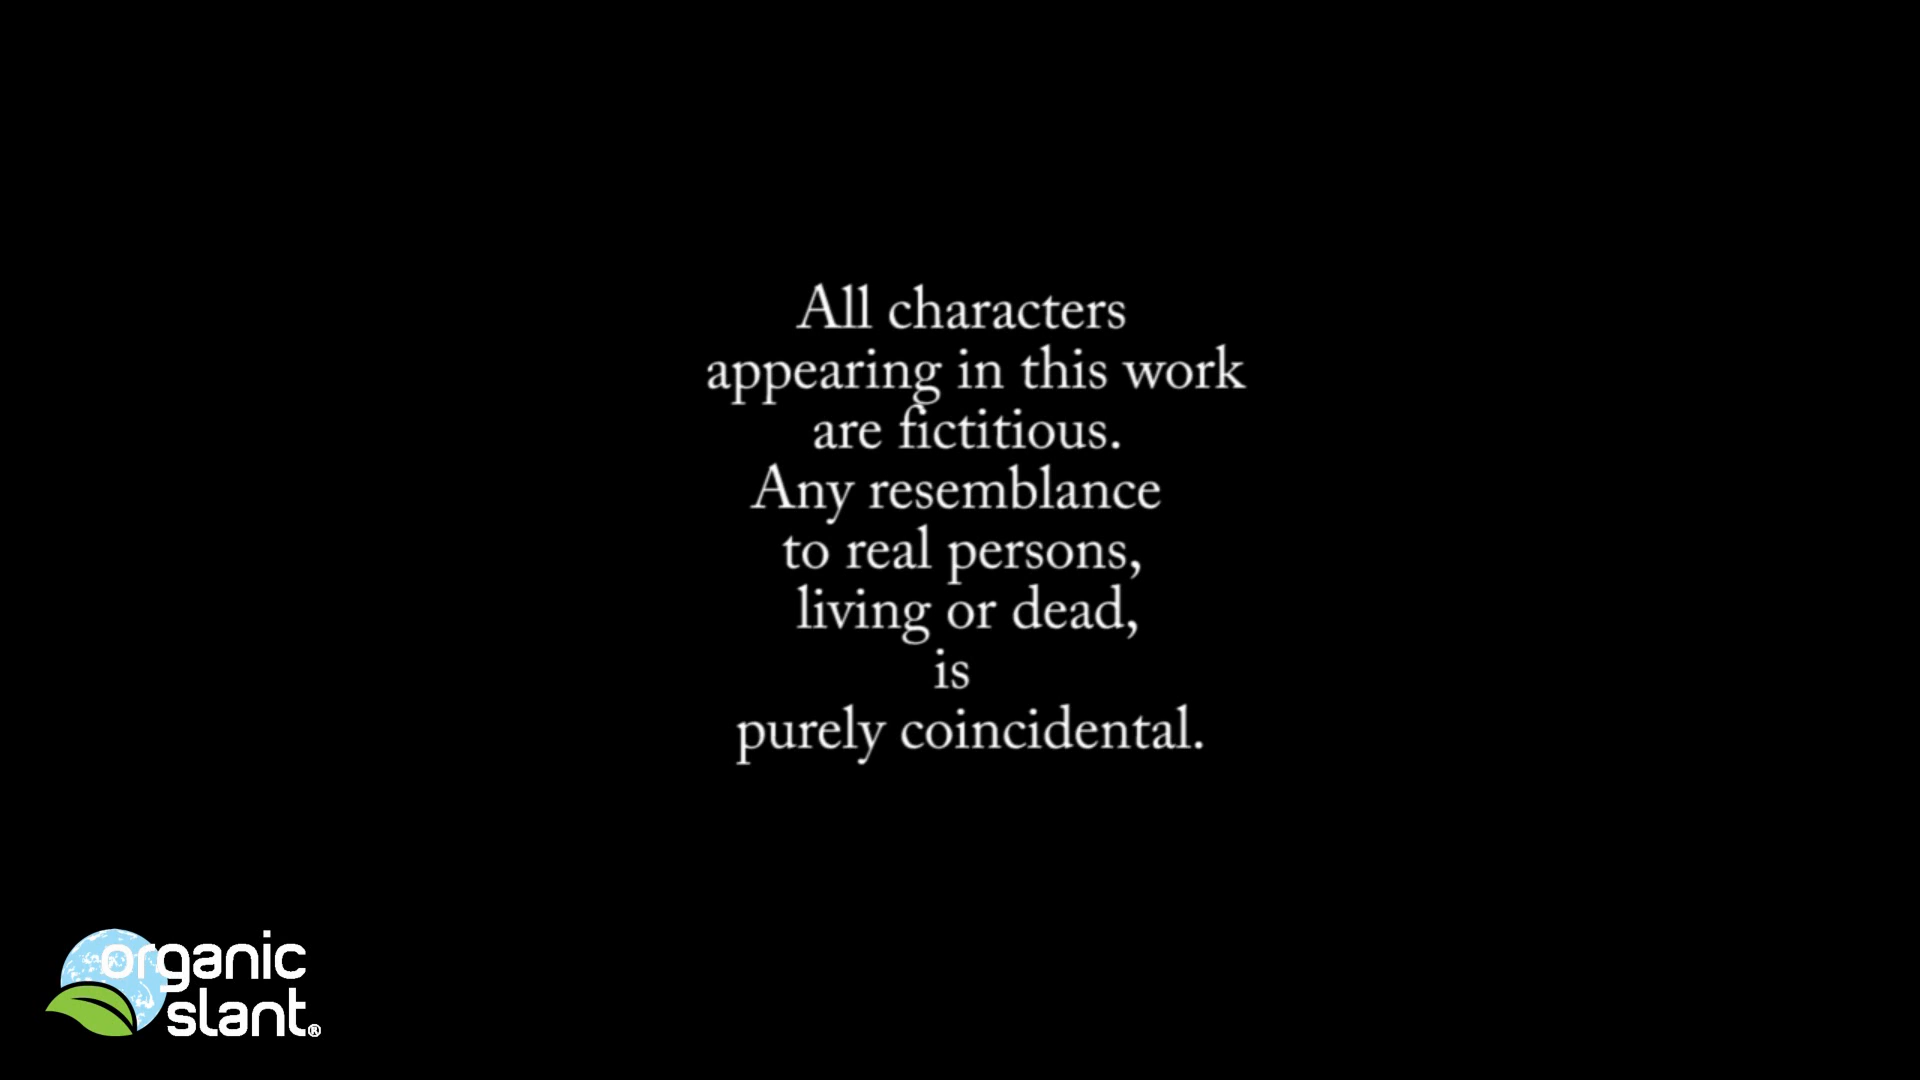 All characters
appearing in this work
are fictitious.
Any resemblance
to real persons,
living or dead,
is
purely coincidental.
organic
slant®